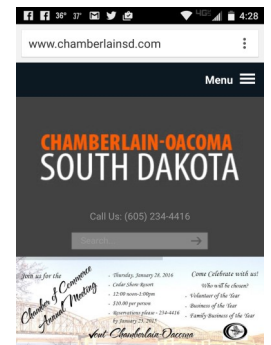 36° 37° 4G 4:28
www.chamberlainsd.com
Menu
CHAMBERLAIN-OACOMA
SOUTH DAKOTA
Call Us: (605) 234-4416
Search
Join us for the
Chamber of Commerce
Annual Meeting
- Thursday, January 28, 2016
- Cedar Shore Resort
- 12:00 noon-1:00pm
- $10.00 per person
- Reservations please - 234-4416
by January 25, 2017
Come Celebrate with us!
Who will be chosen?
- Volunteer of the Year
- Business of the Year
- Family Business of the Year
Chamberlain-Oacoma